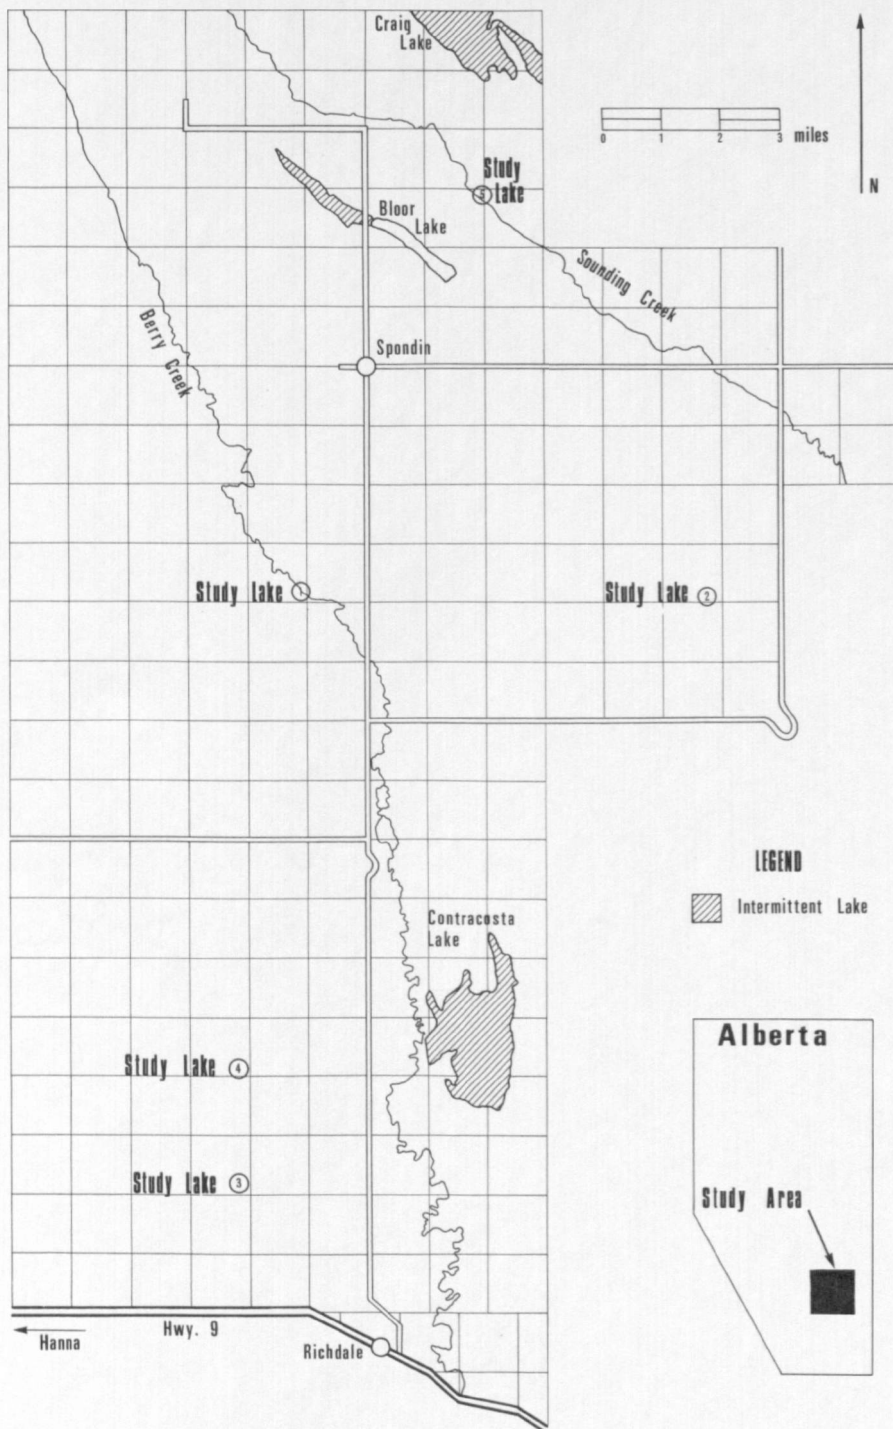 Craig
Lake
0 1 2 3 miles
N
Study
5 Lake
Bloor
Lake
Sounding Creek
Berry Creek
Spondin
Study Lake 1
Study Lake 2
LEGEND
Intermittent Lake
Contracosta
Lake
Alberta
Study Lake 4
Study Lake 3
Study Area
Hwy. 9
Hanna
Richdale